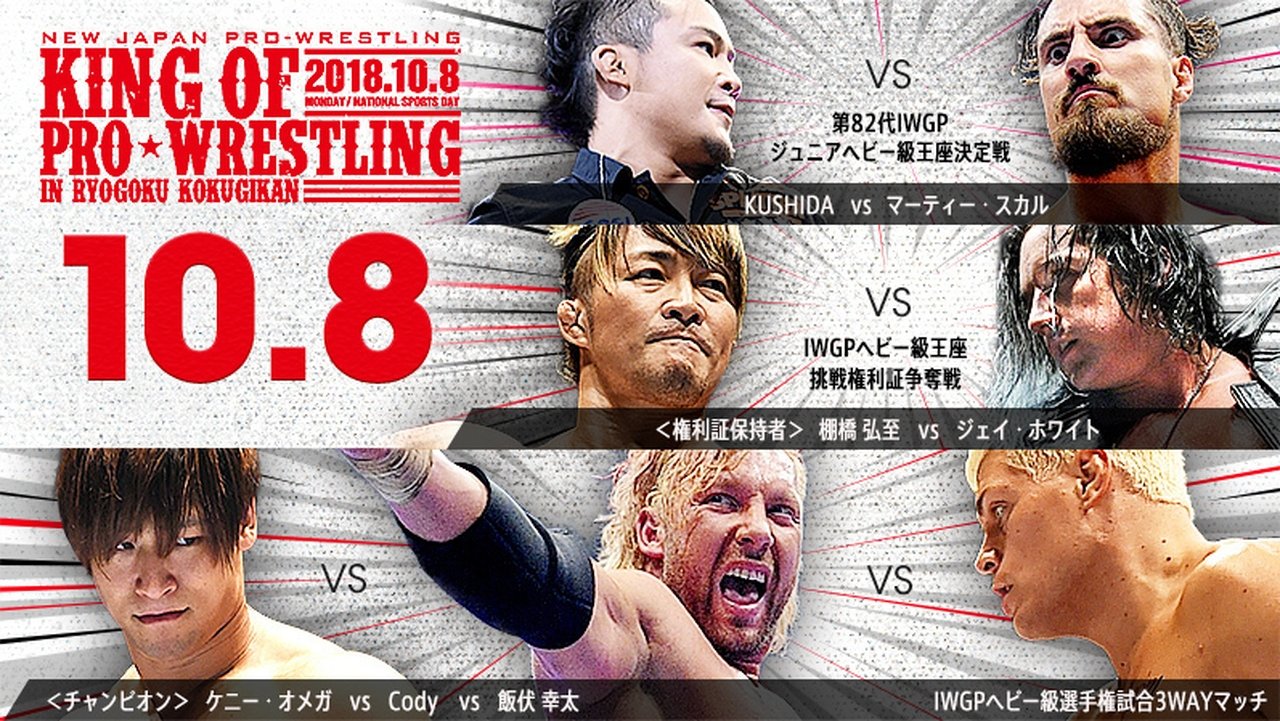 NEW JAPAN PRO-WRESTLING
KING OF
2018.10.8
MONDAY / NATIONAL SPORTS DAY
PRO★WRESTLING
IN RYOGOKU KOKUGIKAN
10.8
VS
第82代IWGP
ジュニアヘビー級王座決定戦
KUSHIDA vs マーティー・スカル
VS
IWGPヘビー級王座
挑戦権利証争奪戦
<権利証保持者> 棚橋 弘至 vs ジェイ・ホワイト
VS
VS
<チャンピオン> ケニー・オメガ vs Cody vs 飯伏 幸太
IWGPヘビー級選手権試合3WAYマッチ